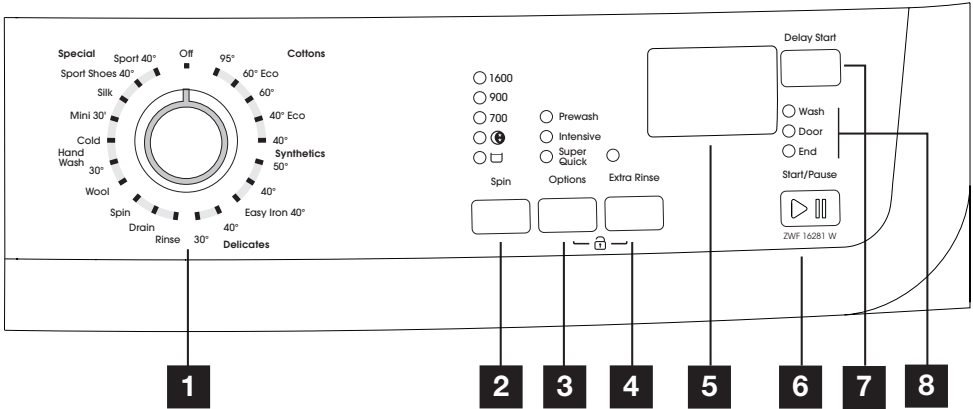 Special
Cottons
Off
95°
60° Eco
60°
40° Eco
40°
Synthetics
50°
40°
Easy Iron 40°
40°
Delicates
30°
Rinse
Drain
Spin
Wool
Hand
Wash
30°
Cold
Mini 30'
Silk
Sport Shoes 40°
Sport 40°
1600
900
700
Spin
Prewash
Intensive
Super
Quick
Options
Extra Rinse
Delay Start
Wash
Door
End
Start/Pause
ZWF 16281 W
1
2
3
4
5
6
7
8